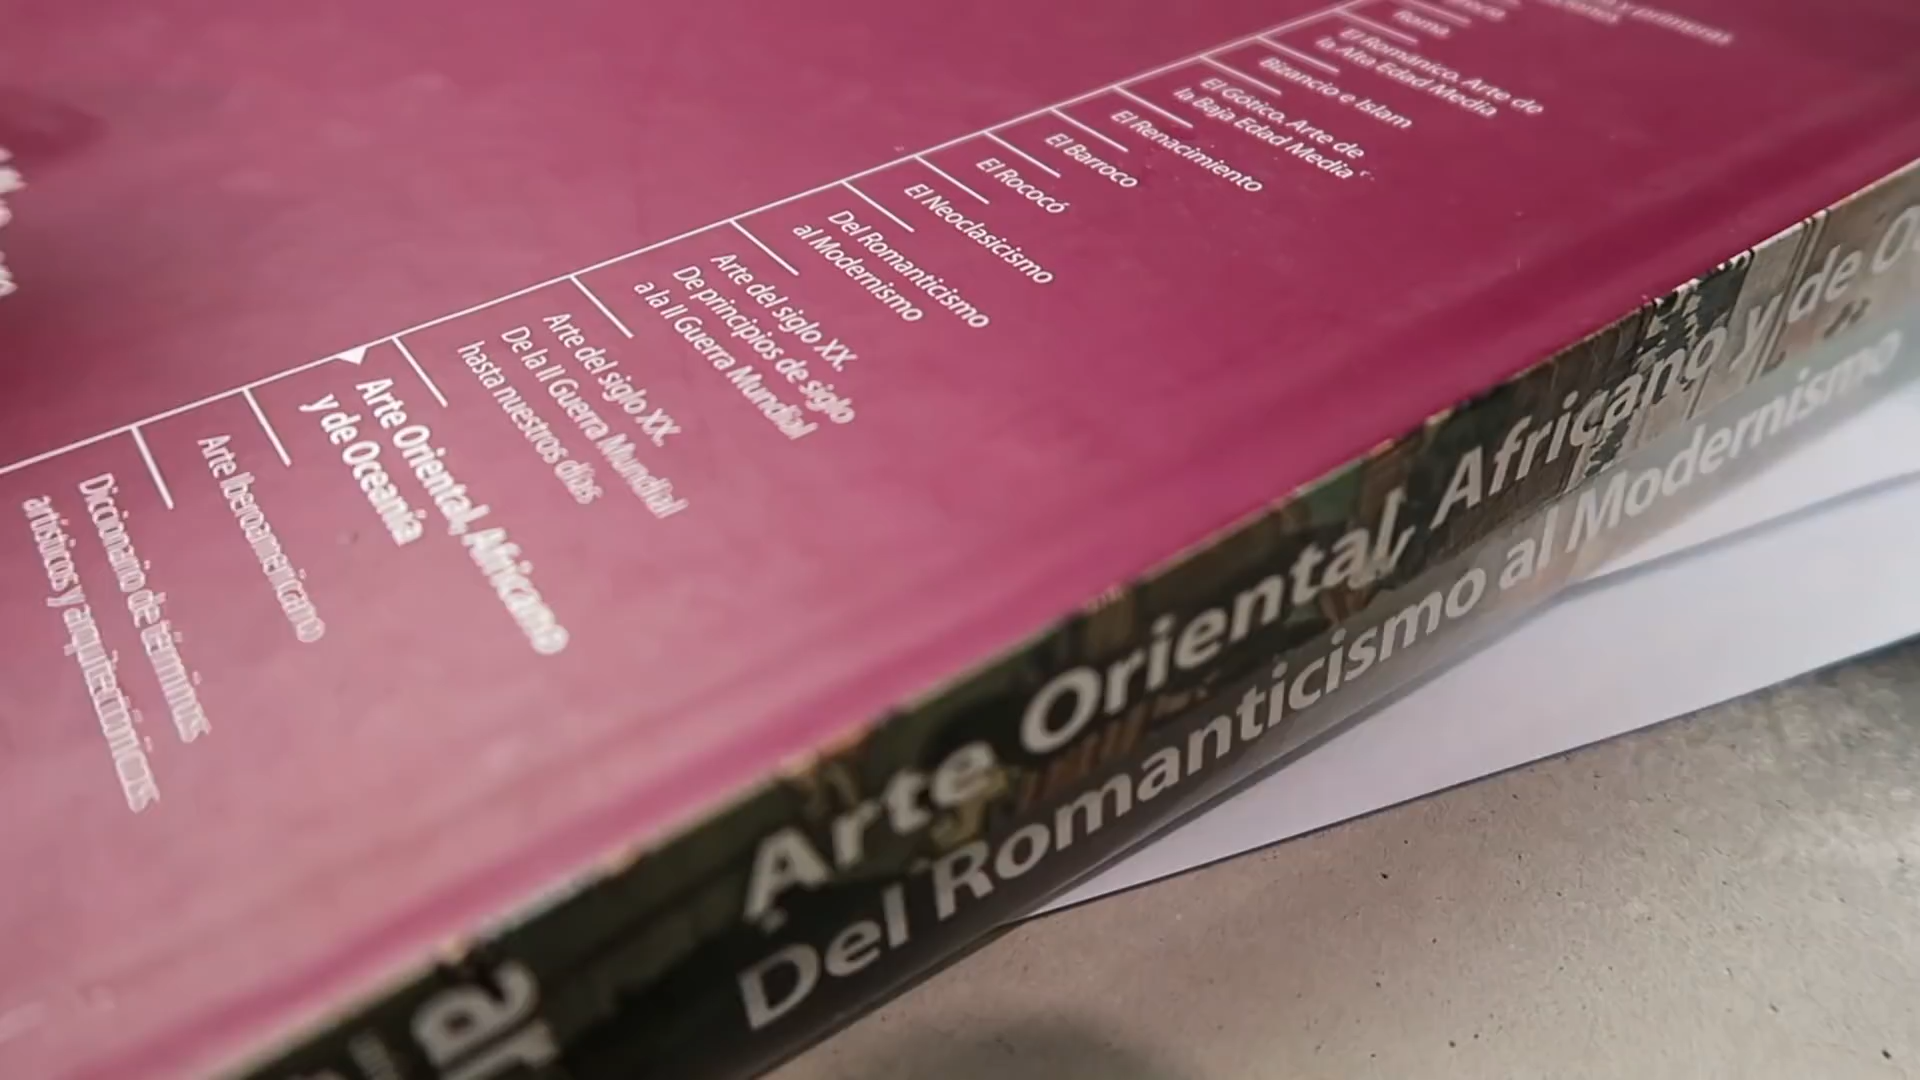 Roma
El Románico. Arte de
la Alta Edad Media
Bizancio e Islam
El Gótico. Arte de
la Baja Edad Media
El Renacimiento
El Barroco
El Rococó
El Neoclasicismo
Del Romanticismo
al Modernismo
Arte del siglo XX.
De principios de siglo
a la II Guerra Mundial
Arte del siglo XX.
De la II Guerra Mundial
hasta nuestros días
Arte Oriental, Africano
y de Oceanía
Arte Iberoamericano
Diccionario de términos
artísticos y arquitectónicos
Arte Oriental, Africano y de
Del Romanticismo al Modernismo